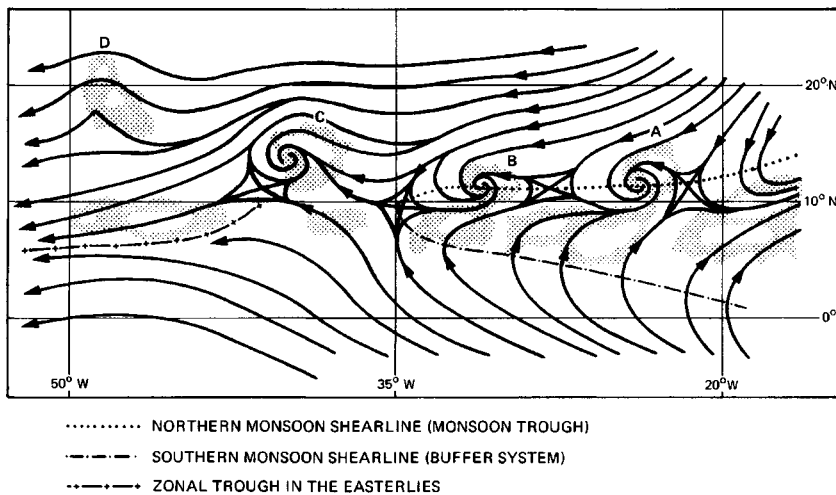 D
20°
C
A
B
10°
0°
50° W
35° W
20° W
NORTHERN MONSOON SHEARLINE (MONSOON TROUGH)
SOUTHERN MONSOON SHEARLINE (BUFFER SYSTEM)
ZONAL TROUGH IN THE EASTERLIES